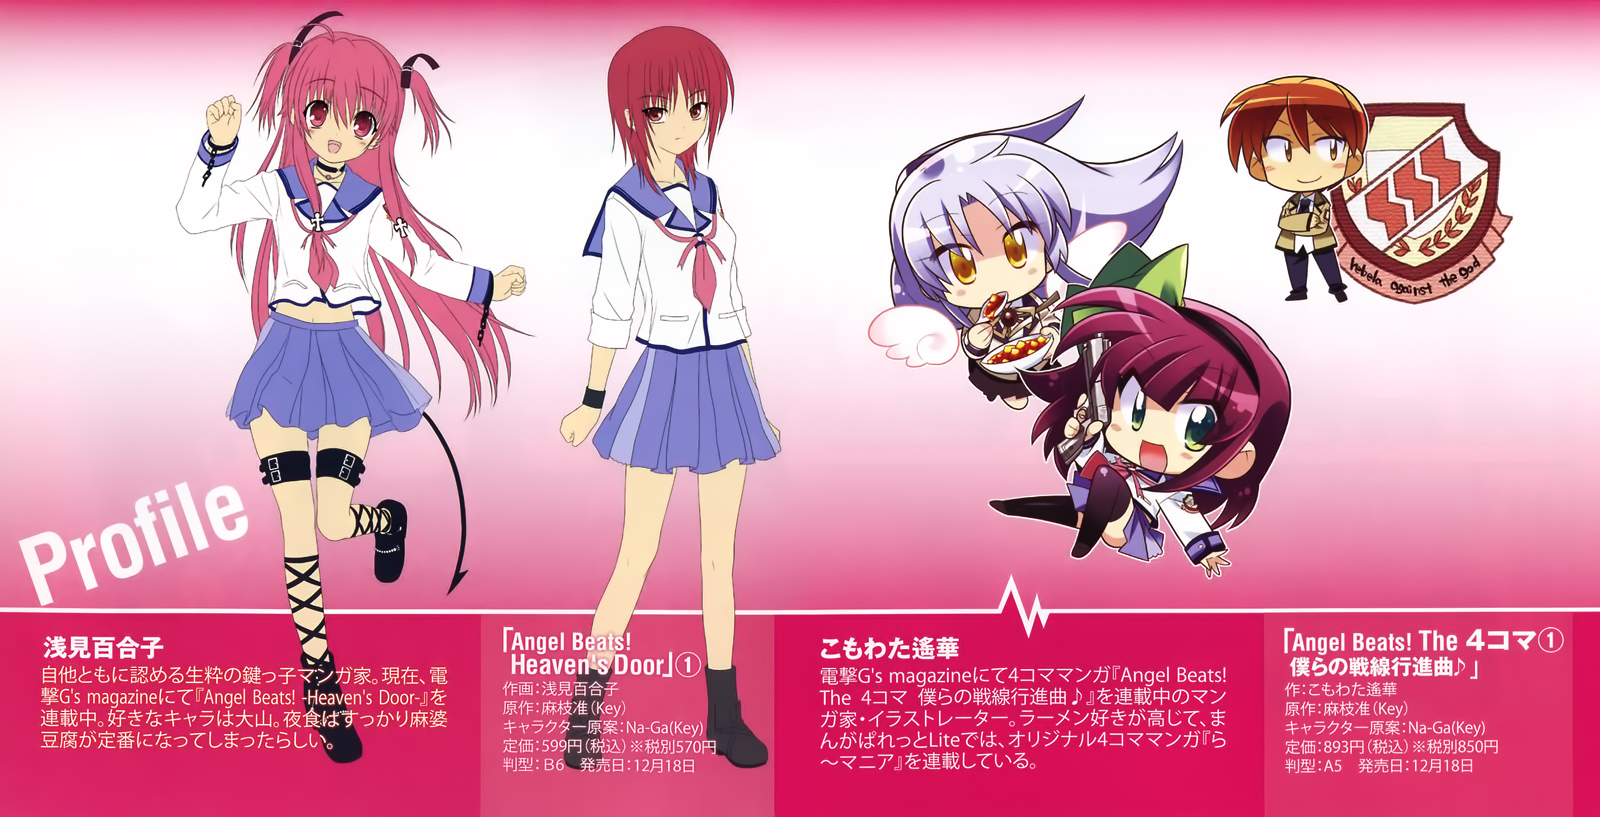 Profile
浅見百合子
自他ともに認める生粋の鍵っ子マンガ家。現在、電
撃G's magazineにて『Angel Beats! -Heaven's Door-』を
連載中。好きなキャラは大山。夜食はすっかり麻婆
豆腐が定番になってしまったらしい。
「Angel Beats!
Heaven's Door」①
作画:浅見百合子
原作:麻枝准(Key)
キャラクター原案:Na-Ga(Key)
定価:599円(税込)※税別570円
判型:B6 発売日:12月18日
SSS
rebels against the god
こもわた遙華
電撃G's magazineにて4コママンガ『Angel Beats!
The 4コマ 僕らの戦線行進曲♪』を連載中のマン
ガ家・イラストレーター。ラーメン好きが高じて、ま
んがぱれっとLiteでは、オリジナル4コママンガ『ら
〜マニア』を連載している。
「Angel Beats! The 4コマ①
僕らの戦線行進曲♪」
作:こもわた遙華
原作:麻枝准(Key)
キャラクター原案:Na-Ga(Key)
定価:893円(税込)※税別850円
判型:A5 発売日:12月18日